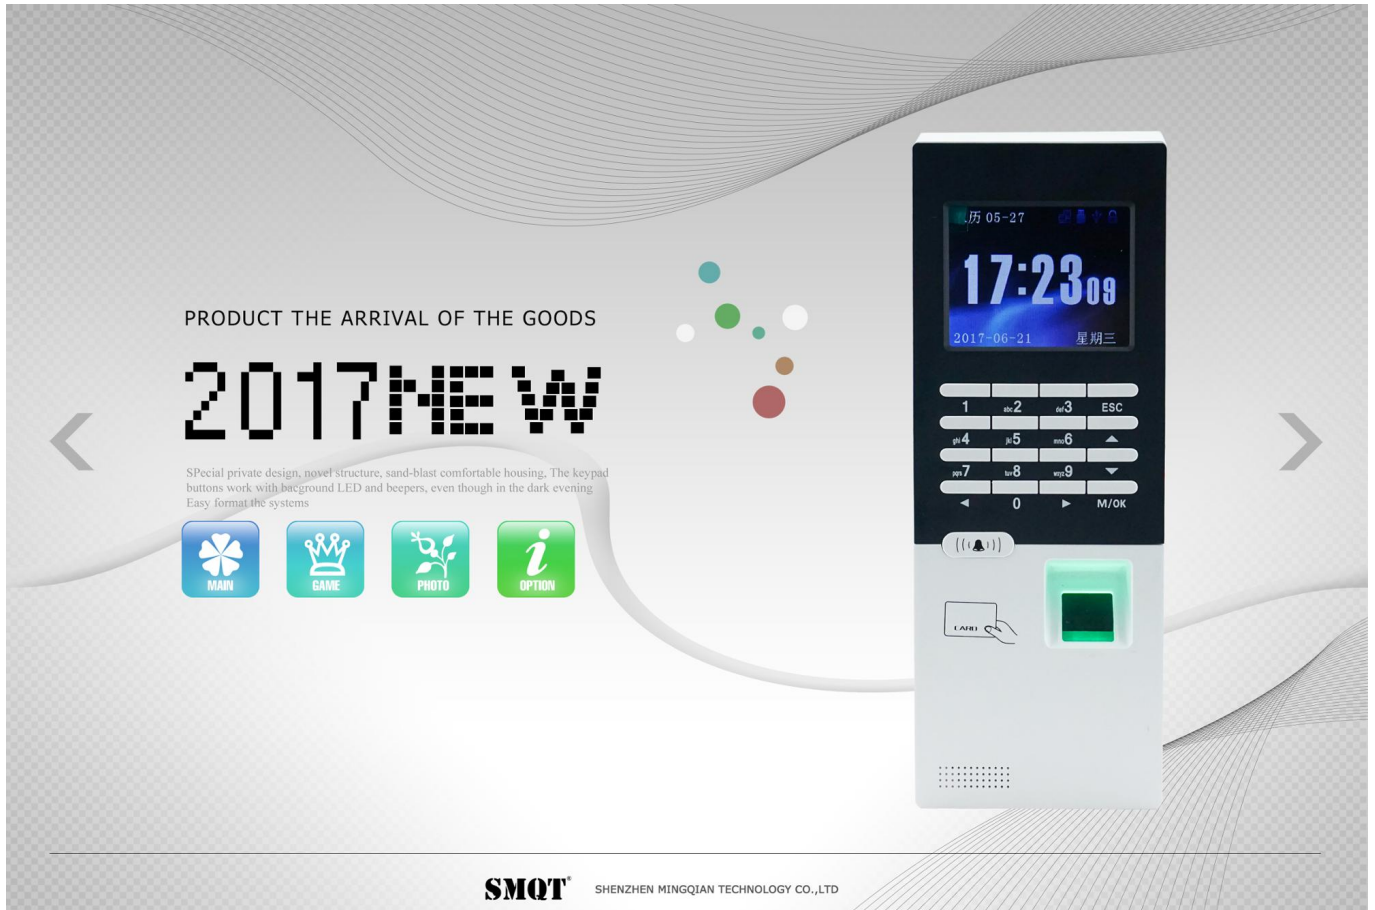 PRODUCT THE ARRIVAL OF THE GOODS
2017NEW
SPecial private design, novel structure, sand-blast comfortable housing, The keypad
buttons work with bacground LED and beepers, even though in the dark evening
Easy format the systems
MAIN
GAME
PHOTO
OPTION
历 05-27
17:23 09
2017-06-21 星期三
1 abc 2 def 3 ESC
ghi 4 jkl 5 mno 6
pqrs 7 tuv 8 wxyz 9
0 M/OK
CARD
SMQT®
SHENZHEN MINGQIAN TECHNOLOGY CO.,LTD